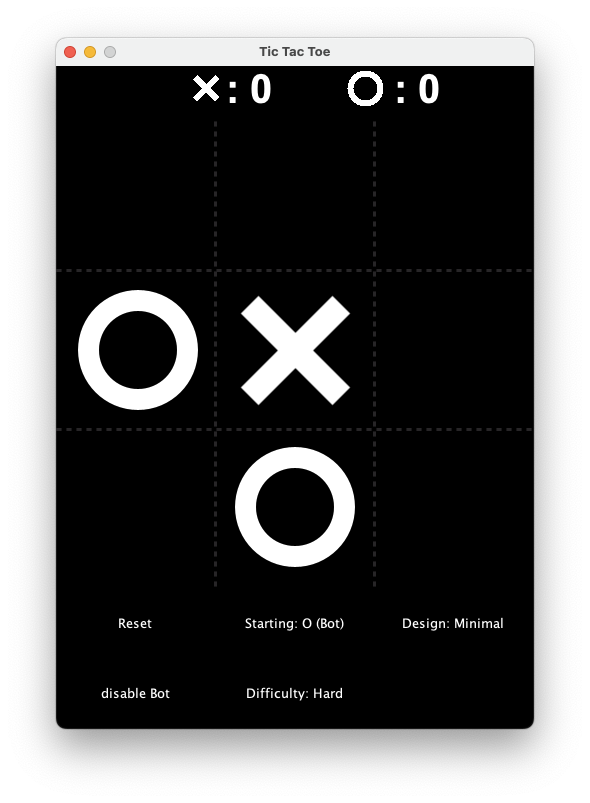 Tic Tac Toe
X : 0 O : 0
Reset Starting: O (Bot) Design: Minimal
disable Bot Difficulty: Hard